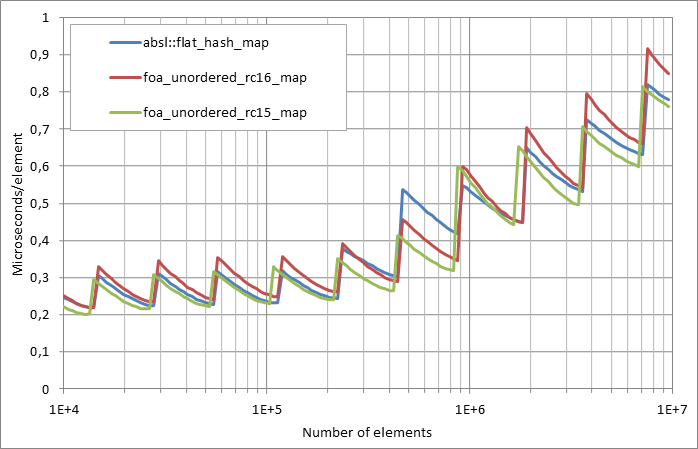 1
0,9
0,8
0,7
0,6
0,5
0,4
0,3
0,2
0,1
0
Microseconds/element
absl::flat_hash_map
foa_unordered_rc16_map
foa_unordered_rc15_map
1E+4
1E+5
1E+6
1E+7
Number of elements